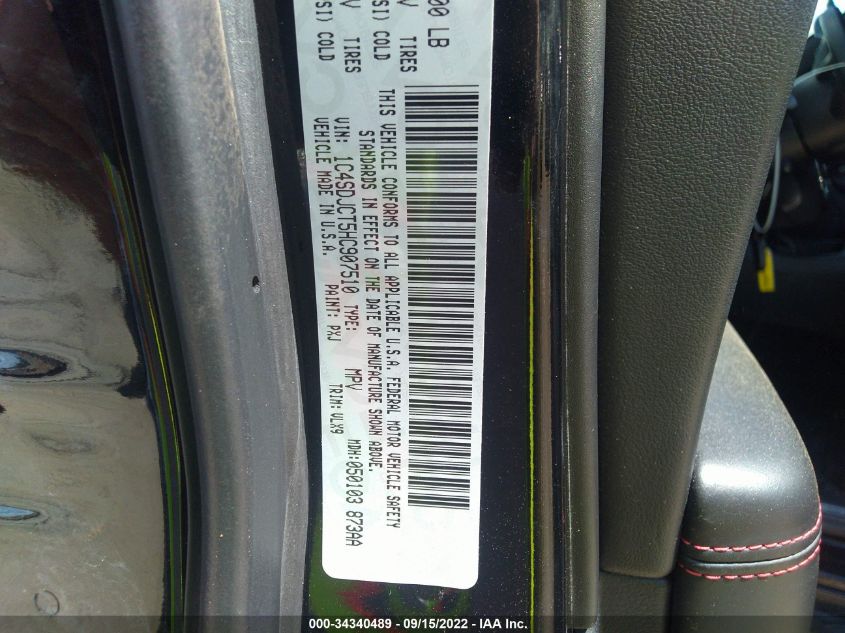 00 LB
V TIRES
SI) COLD
V TIRES
SI) COLD
THIS VEHICLE CONFORMS TO ALL APPLICABLE U.S.A. FEDERAL MOTOR VEHICLE SAFETY
STANDARDS IN EFFECT ON THE DATE OF MANUFACTURE SHOWN ABOVE.
VIN: 1C4SDJCT5HC907510 TYPE: MPV MDH:050103 873AA
VEHICLE MADE IN U.S.A. PAINT: PXJ TRIM:VLX9
000-34340489 - 09/15/2022 - IAA Inc.